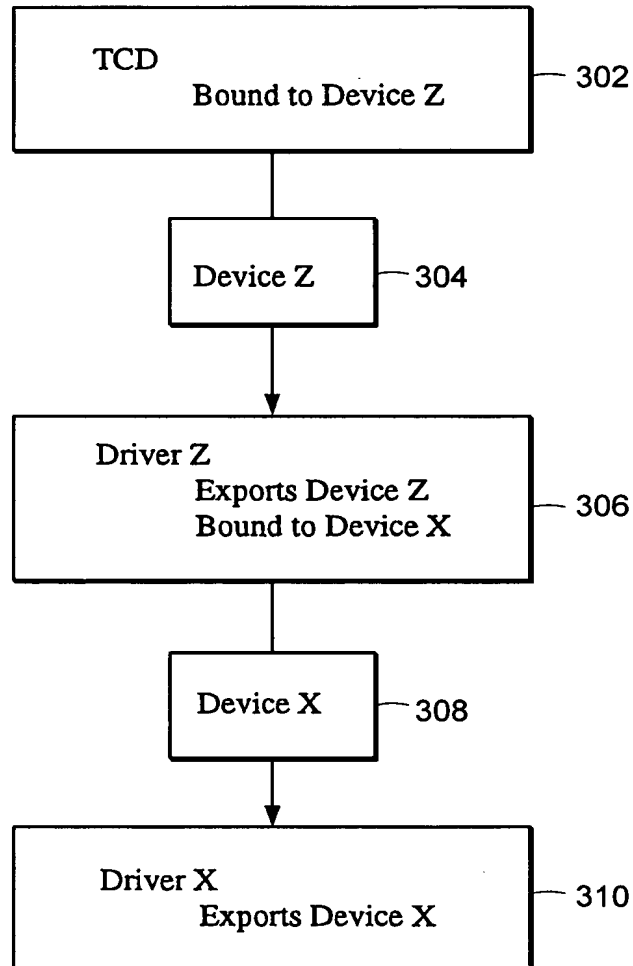 TCD
Bound to Device Z
302
Device Z
304
Driver Z
Exports Device Z
Bound to Device X
306
Device X
308
Driver X
Exports Device X
310